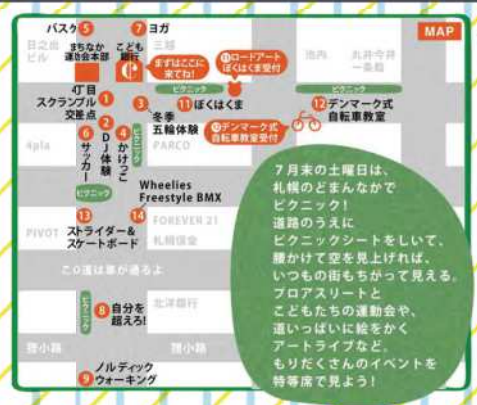 MAP
バスケ 5
7 ヨガ
日之出
ビル
まちなか
運動会本部
こども
銀行
三越
池内
丸井今井
一条館
まずはここに
来てね!
11 ロードアート
ぼくはくま受付
ピクニック
ピクニック
4丁目
スクランブル
交差点
1
3 冬季
五輪体験
11 ぼくはくま
12 デンマーク式
自転車教室
12 デンマーク式
自転車教室受付
2 DJ体験
6 サッカー
4 かけっこ
ピクニック
4pla
PARCO
ピクニック
Wheelies
Freestyle BMX
13 ストライダー&
スケートボード
14
FOREVER 21
PIVOT
札幌信金
この道は車が通るよ
ピクニック
8 自分を
超えろ!
北洋銀行
狸小路
狸小路
9 ノルディック
ウォーキング
7月末の土曜日は、
札幌のどまんなかで
ピクニック!
道路のうえに
ピクニックシートをしいて、
腰かけて空を見上げれば、
いつもの街もちがって見える。
プロアスリートと
こどもたちの運動会や、
道いっぱいに絵をかく
アートライブなど。
もりだくさんのイベントを
特等席で見よう!